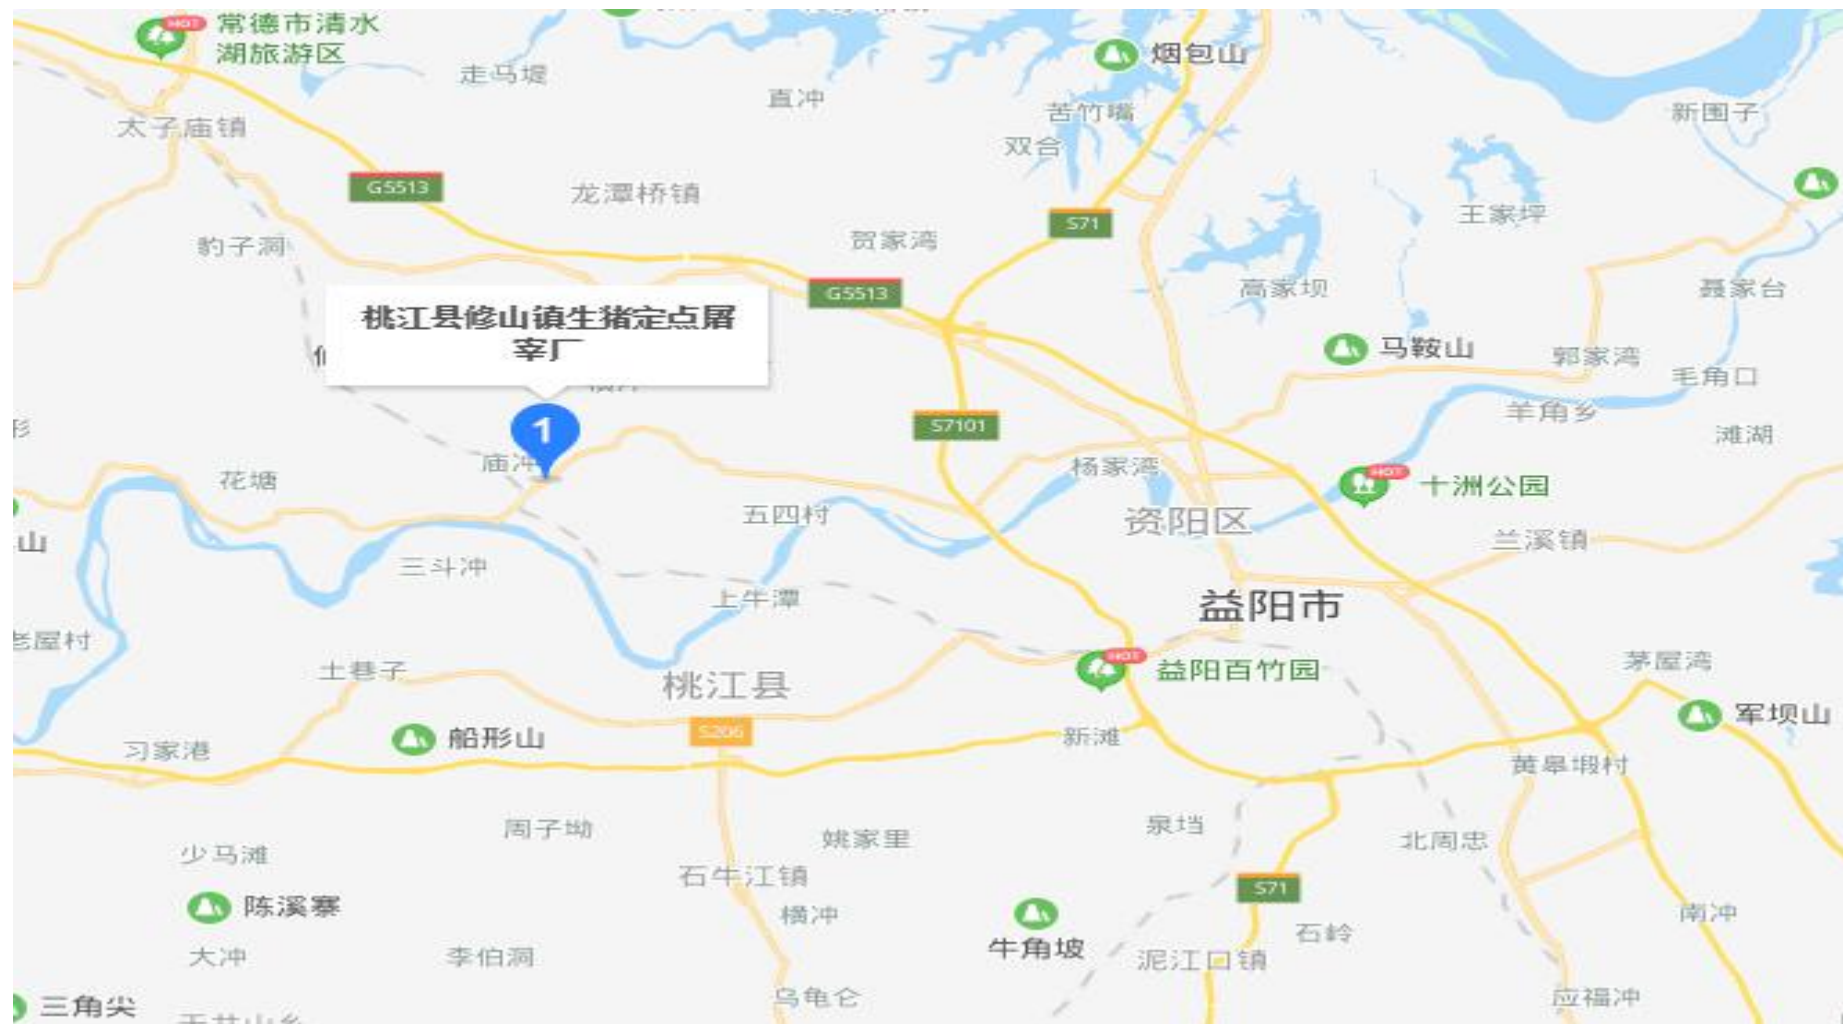 HOT
常德市清水
湖旅游区
走马堤
直冲
烟包山
苦竹嘴
双合
新围子
太子庙镇
G5513
龙潭桥镇
S71
王家坪
豹子洞
贺家湾
高家坝
聂家台
G5513
桃江县修山镇生猪定点屠
宰厂
马鞍山
郭家湾
毛角口
羊角乡
滩湖
S7101
1
庙冲
花塘
杨家湾
HOT
十洲公园
五四村
资阳区
兰溪镇
山
三斗冲
上牛潭
益阳市
老屋村
土巷子
桃江县
HOT
益阳百竹园
茅屋湾
军坝山
S206
船形山
习家港
新滩
黄皋塅村
周子坳
姚家里
泉垱
北周忠
少马滩
石牛江镇
S71
陈溪寨
横冲
牛角坡
石岭
南冲
大冲
李伯洞
泥江口镇
乌龟仑
应福冲
三角尖